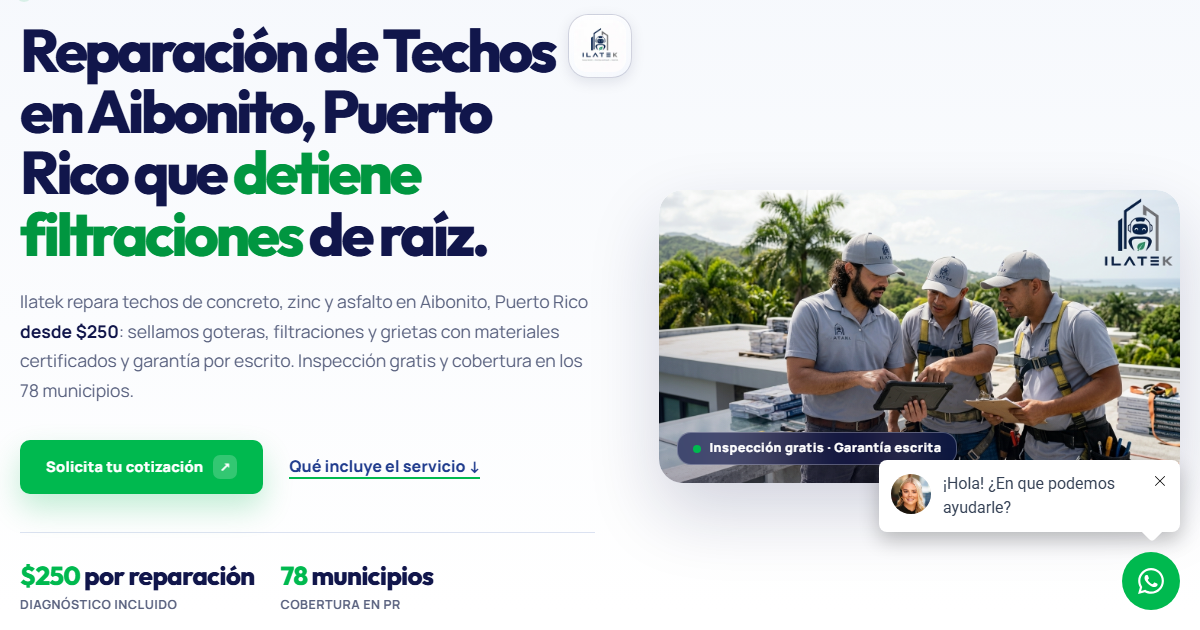 Reparación de Techos
en Aibonito, Puerto
Rico que detiene
filtraciones de raíz.
ILATEK
Ilatek repara techos de concreto, zinc y asfalto en Aibonito, Puerto Rico
desde $250: sellamos goteras, filtraciones y grietas con materiales
certificados y garantía por escrito. Inspección gratis y cobertura en los
78 municipios.
Solicita tu cotización ↗
Qué incluye el servicio ↓
$250 por reparación
DIAGNÓSTICO INCLUIDO
78 municipios
COBERTURA EN PR
ILATEK
Inspección gratis · Garantía escrita
¡Hola! ¿En que podemos
ayudarle?